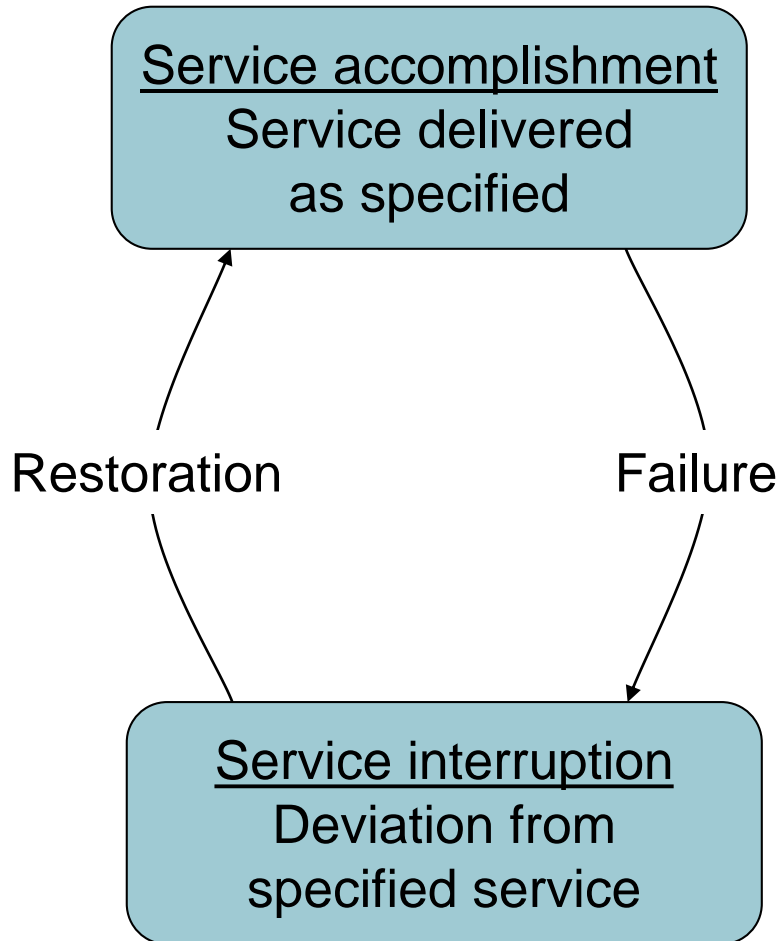 Service accomplishment
Service delivered
as specified
Restoration
Failure
Service interruption
Deviation from
specified service